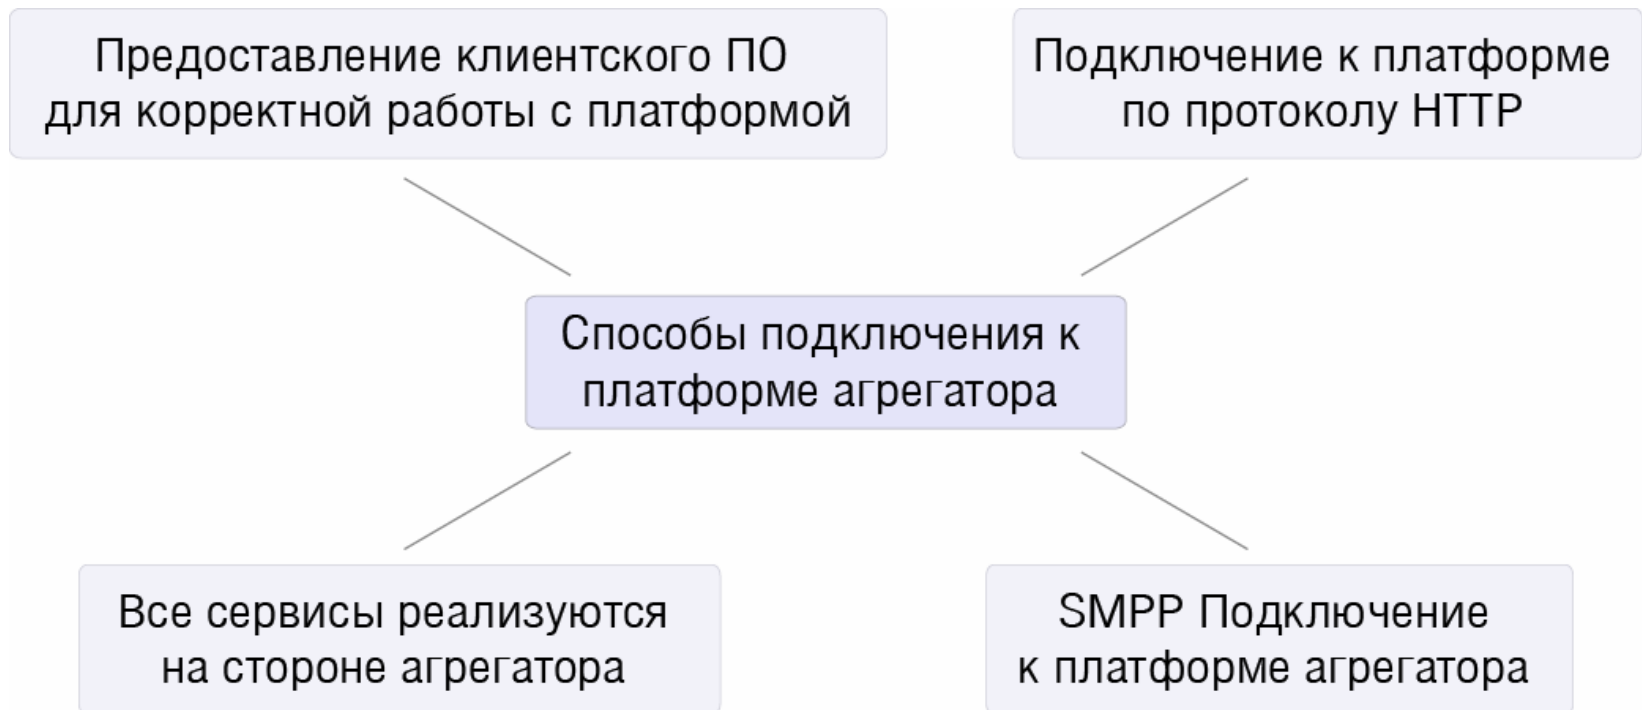 Предоставление клиентского ПО
для корректной работы с платформой
Подключение к платформе
по протоколу HTTP
Способы подключения к
платформе агрегатора
Все сервисы реализуются
на стороне агрегатора
SMPP Подключение
к платформе агрегатора